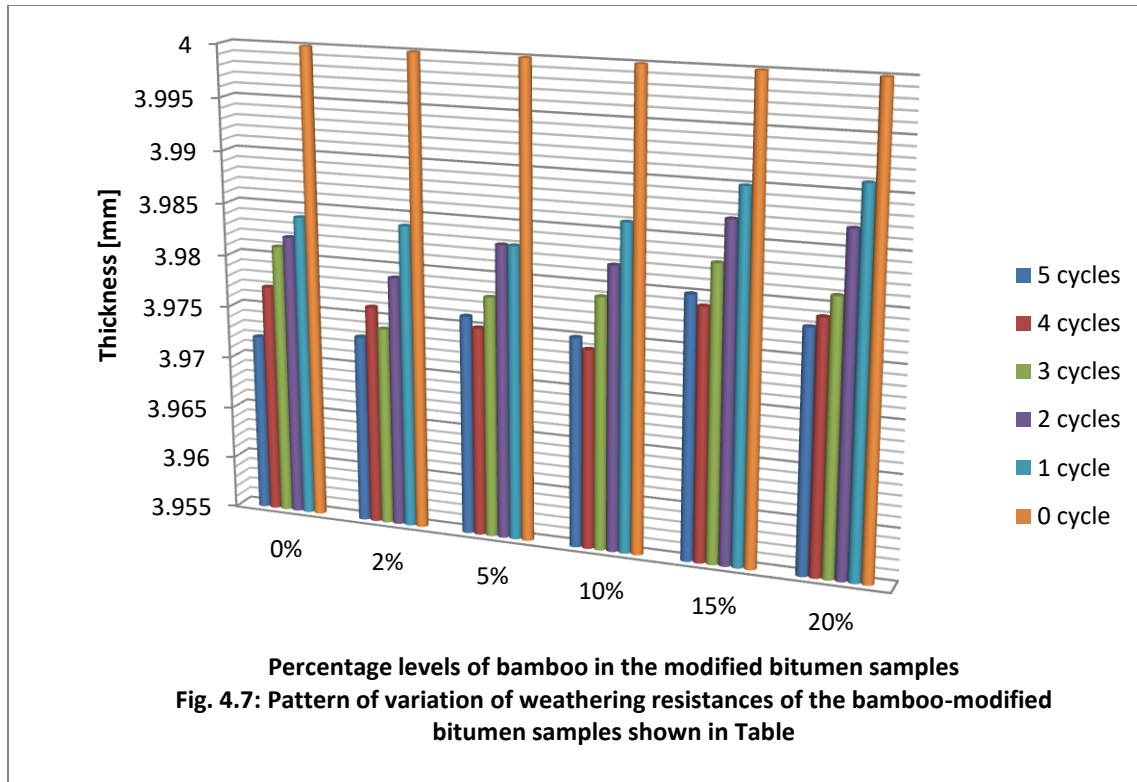 4
3.995
3.99
3.985
3.98
3.975
3.97
3.965
3.96
3.955
Thickness [mm]
0%
2%
5%
10%
15%
20%
5 cycles
4 cycles
3 cycles
2 cycles
1 cycle
0 cycle
Percentage levels of bamboo in the modified bitumen samples
Fig. 4.7: Pattern of variation of weathering resistances of the bamboo-modified
bitumen samples shown in Table